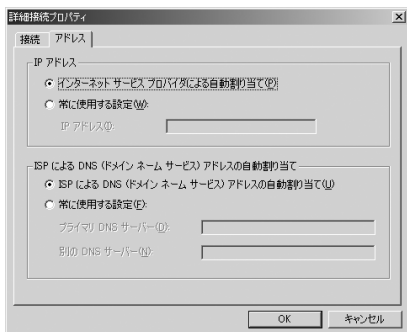 詳細接続プロパティ
接続 アドレス
IP アドレス
インターネット サービス プロバイダによる自動割り当て(P)
常に使用する設定(W):
IP アドレス(I):
ISP による DNS (ドメイン ネーム サービス) アドレスの自動割り当て
ISP による DNS (ドメイン ネーム サービス) アドレスの自動割り当て(U)
常に使用する設定(F):
プライマリ DNS サーバー(D):
別の DNS サーバー(N):
OK キャンセル